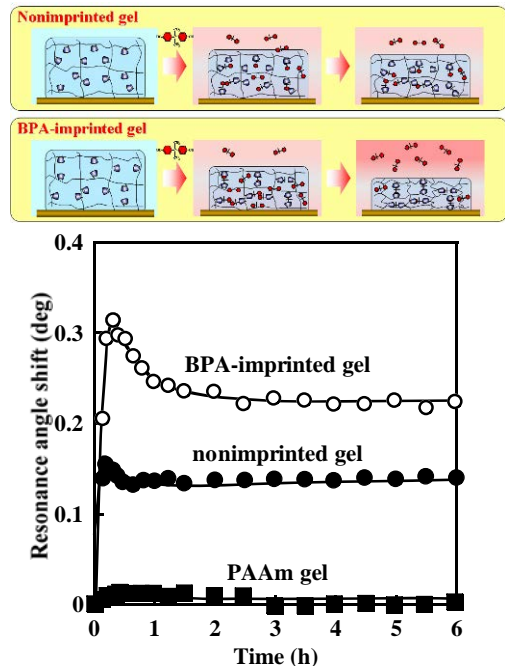 Nonimprinted gel
BPA-imprinted gel
0.4
0.3
0.2
0.1
0
Resonance angle shift (deg)
BPA-imprinted gel
nonimprinted gel
PAAm gel
0 1 2 3 4 5 6
Time (h)